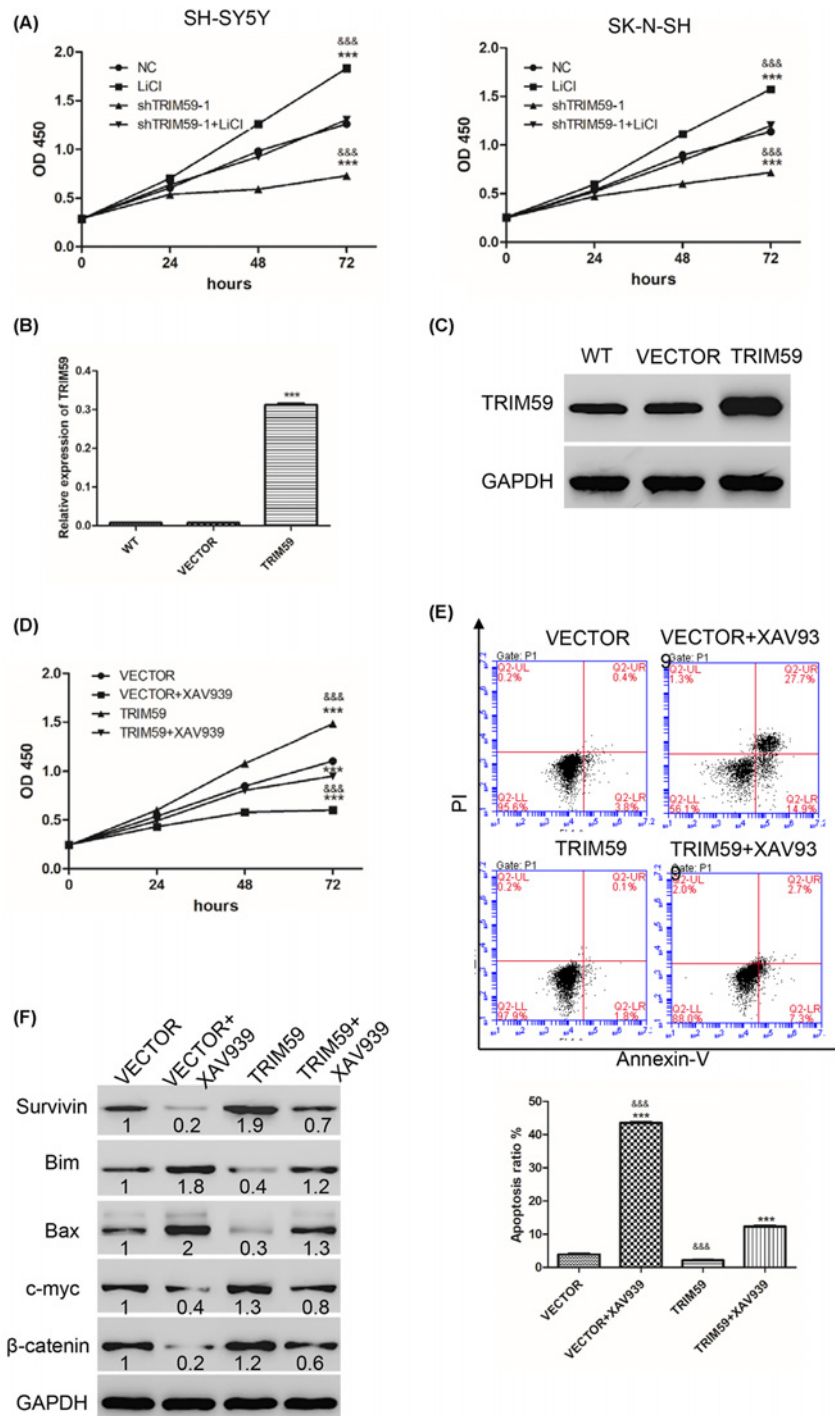 (A)
SH-SY5Y
SK-N-SH
2.0
1.5
1.0
0.5
0.0
OD 450
NC
LiCl
shTRIM59-1
shTRIM59-1+LiCl
&&&
***
&&&
***
0 24 48 72
hours
2.0
1.5
1.0
0.5
0.0
OD 450
NC
LiCl
shTRIM59-1
shTRIM59-1+LiCl
&&&
***
&&&
***
0 24 48 72
hours
(B)
Relative expression of TRIM59
0.4
0.3
0.2
0.1
0.0
***
WT VECTOR TRIM59
(C)
WT VECTOR TRIM59
TRIM59
GAPDH
(D)
2.0
1.5
1.0
0.5
0.0
OD 450
VECTOR
VECTOR+XAV939
TRIM59
TRIM59+XAV939
&&&
***
***
&&&
***
0 24 48 72
hours
(E)
VECTOR VECTOR+XAV93
9
Gate: P1
Q2-UL
0.2%
Q2-UR
0.4%
Q2-LL
95.6%
Q2-LR
3.8%
Gate: P1
Q2-UL
1.3%
Q2-UR
27.7%
Q2-LL
56.1%
Q2-LR
14.9%
PI
TRIM59 TRIM59+XAV93
9
Gate: P1
Q2-UL
0.2%
Q2-UR
0.1%
Q2-LL
97.9%
Q2-LR
1.8%
Gate: P1
Q2-UL
2.0%
Q2-UR
2.7%
Q2-LL
88.0%
Q2-LR
7.3%
Annexin-V
Apoptosis ratio %
50
40
30
20
10
0
&&&
***
&&&
***
VECTOR VECTOR+XAV939 TRIM59 TRIM59+XAV939
(F)
VECTOR VECTOR+ XAV939 TRIM59 TRIM59+ XAV939
Survivin
1 0.2 1.9 0.7
Bim
1 1.8 0.4 1.2
Bax
1 2 0.3 1.3
c-myc
1 0.4 1.3 0.8
β-catenin
1 0.2 1.2 0.6
GAPDH